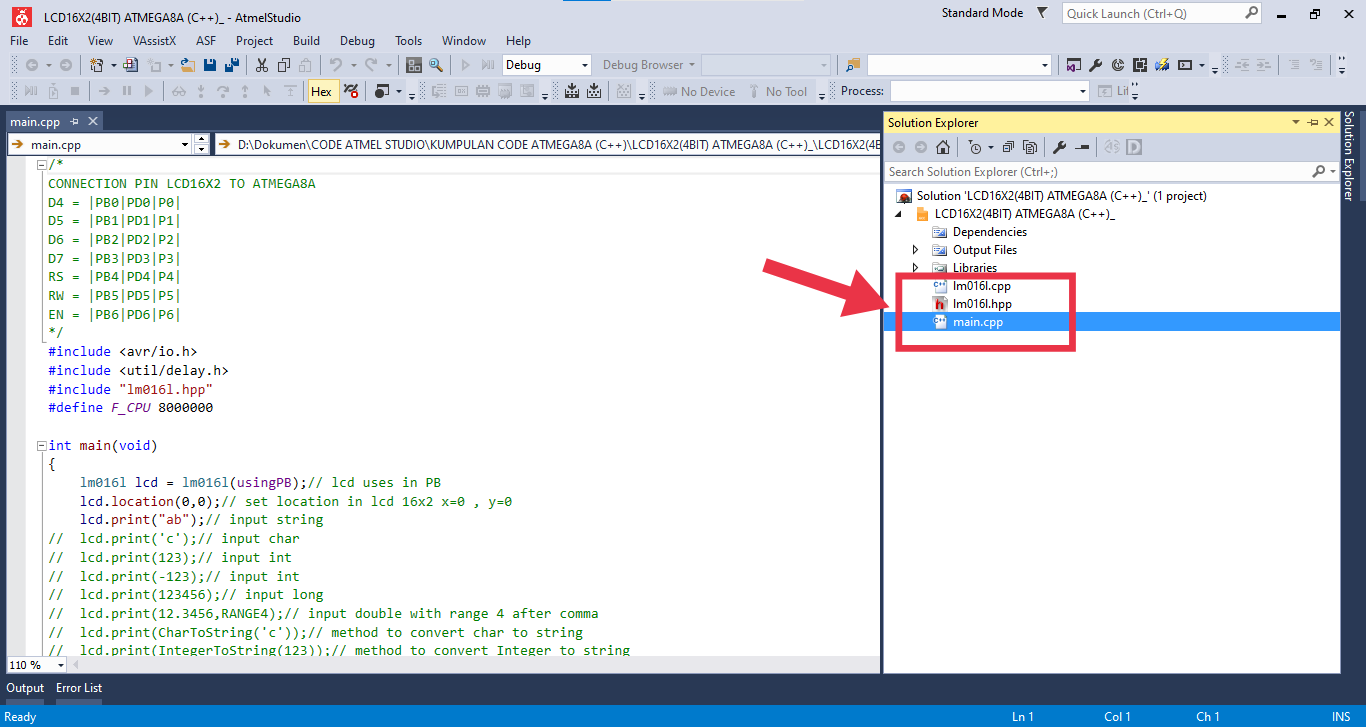 LCD16X2(4BIT) ATMEGA8A (C++)_ - AtmelStudio
Standard Mode
Quick Launch (Ctrl+Q)
File Edit View VAssistX ASF Project Build Debug Tools Window Help
Debug
Debug Browser
Hex
No Device
No Tool
Process:
main.cpp
main.cpp
D:\Dokumen\CODE ATMEL STUDIO\KUMPULAN CODE ATMEGA8A (C++)\LCD16X2(4BIT) ATMEGA8A (C++)_\LCD16X2(4B
/*
CONNECTION PIN LCD16X2 TO ATMEGA8A
D4 = |PB0|PD0|P0|
D5 = |PB1|PD1|P1|
D6 = |PB2|PD2|P2|
D7 = |PB3|PD3|P3|
RS = |PB4|PD4|P4|
RW = |PB5|PD5|P5|
EN = |PB6|PD6|P6|
*/
#include <avr/io.h>
#include <util/delay.h>
#include "lm016l.hpp"
#define F_CPU 8000000
int main(void)
{
lm016l lcd = lm016l(usingPB);// lcd uses in PB
lcd.location(0,0);// set location in lcd 16x2 x=0 , y=0
lcd.print("ab");// input string
// lcd.print('c');// input char
// lcd.print(123);// input int
// lcd.print(-123);// input int
// lcd.print(123456);// input long
// lcd.print(12.3456,RANGE4);// input double with range 4 after comma
// lcd.print(CharToString('c'));// method to convert char to string
// lcd.print(IntegerToString(123));// method to convert Integer to string
110 %
Solution Explorer
Search Solution Explorer (Ctrl+;)
Solution 'LCD16X2(4BIT) ATMEGA8A (C++)_' (1 project)
LCD16X2(4BIT) ATMEGA8A (C++)_
Dependencies
Output Files
Libraries
lm016l.cpp
lm016l.hpp
main.cpp
Solution Explorer
Output Error List
Ready
Ln 1 Col 1 Ch 1 INS